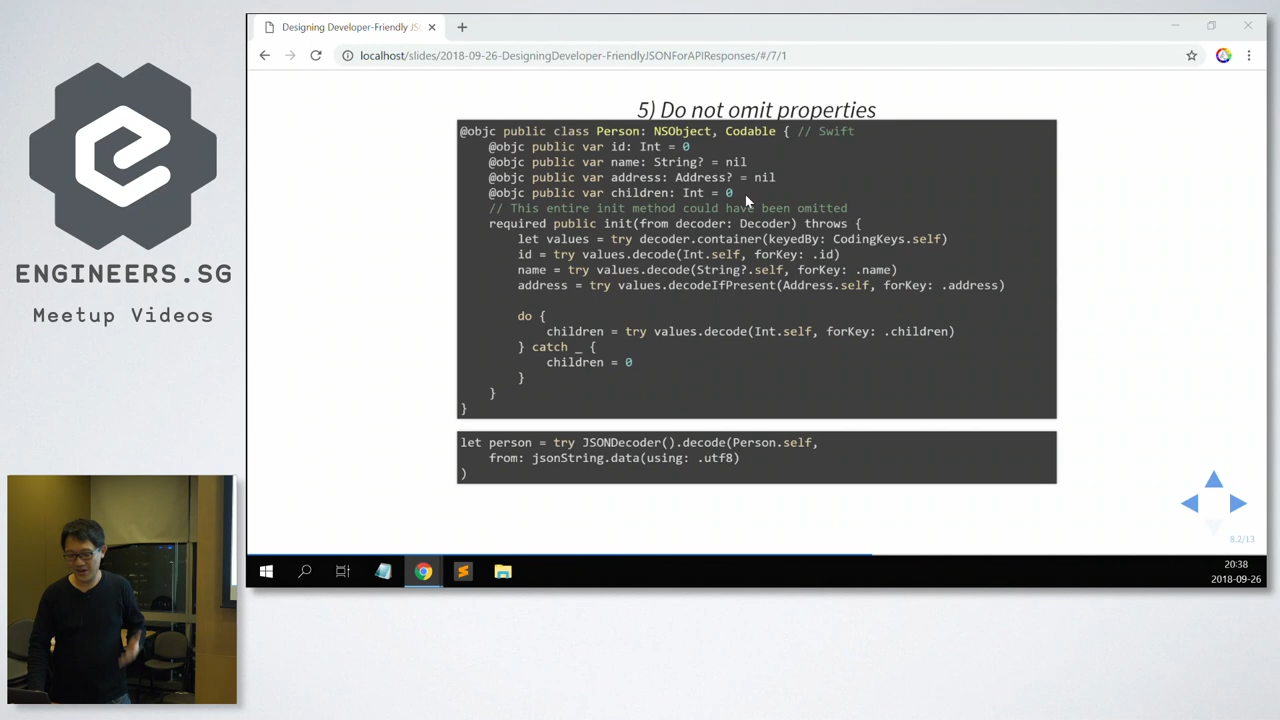 Designing Developer-Friendly JS
localhost/slides/2018-09-26-DesigningDeveloper-FriendlyJSONForAPIResponses/#/7/1
5) Do not omit properties
@objc public class Person: NSObject, Codable { // Swift
    @objc public var id: Int = 0
    @objc public var name: String? = nil
    @objc public var address: Address? = nil
    @objc public var children: Int = 0
    // This entire init method could have been omitted
    required public init(from decoder: Decoder) throws {
        let values = try decoder.container(keyedBy: CodingKeys.self)
        id = try values.decode(Int.self, forKey: .id)
        name = try values.decode(String?.self, forKey: .name)
        address = try values.decodeIfPresent(Address.self, forKey: .address)
        do {
            children = try values.decode(Int.self, forKey: .children)
        } catch _ {
            children = 0
        }
    }
}
let person = try JSONDecoder().decode(Person.self,
    from: jsonString.data(using: .utf8)
)
8.2/13
20:38
2018-09-26
ENGINEERS.SG
Meetup Videos